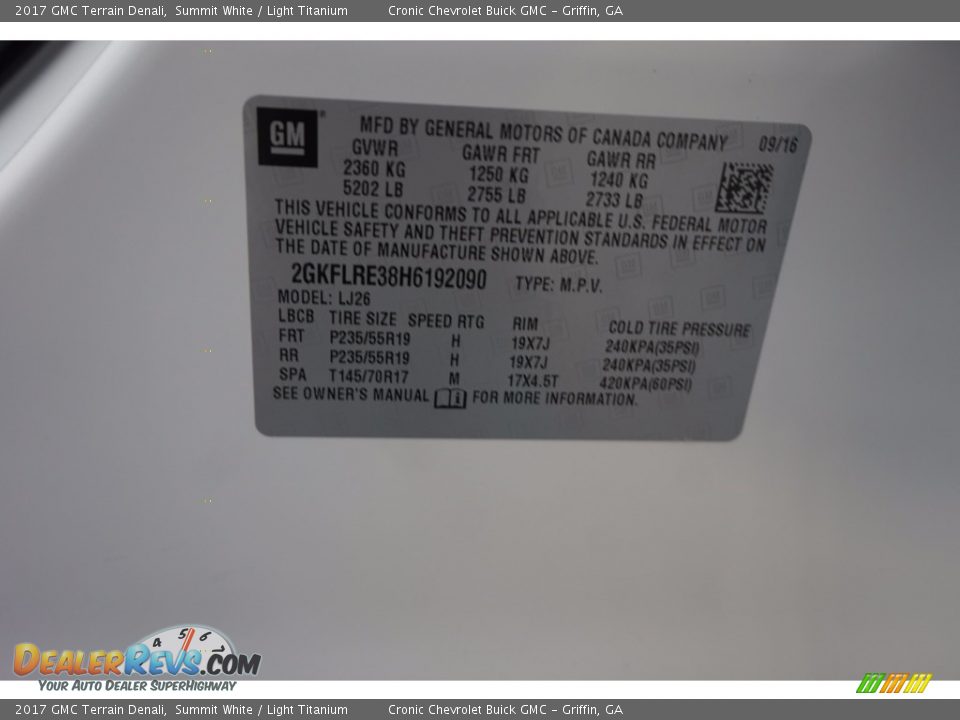 2017 GMC Terrain Denali, Summit White / Light Titanium Cronic Chevrolet Buick GMC - Griffin, GA
GM
MFD BY GENERAL MOTORS OF CANADA COMPANY 09/16
GVWR GAWR FRT GAWR RR
2360 KG 1250 KG 1240 KG
5202 LB 2755 LB 2733 LB
THIS VEHICLE CONFORMS TO ALL APPLICABLE U.S. FEDERAL MOTOR
VEHICLE SAFETY AND THEFT PREVENTION STANDARDS IN EFFECT ON
THE DATE OF MANUFACTURE SHOWN ABOVE.
2GKFLRE38H6192090 TYPE: M.P.V.
MODEL: LJ26
LBCB TIRE SIZE SPEED RTG RIM COLD TIRE PRESSURE
FRT P235/55R19 H 19X7J 240KPA(35PSI)
RR P235/55R19 H 19X7J 240KPA(35PSI)
SPA T145/70R17 M 17X4.5T 420KPA(60PSI)
SEE OWNER'S MANUAL FOR MORE INFORMATION.
4 5 6 7
DEALERREVS.COM
YOUR AUTO DEALER SUPERHIGHWAY
2017 GMC Terrain Denali, Summit White / Light Titanium Cronic Chevrolet Buick GMC - Griffin, GA